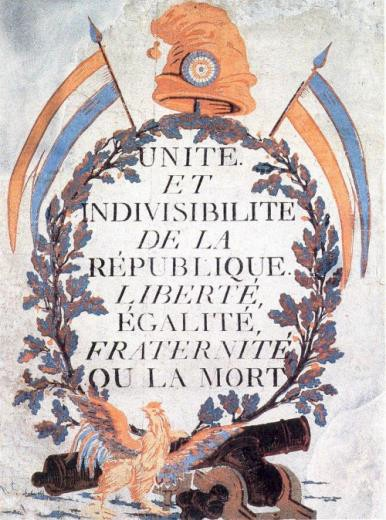 UNITE.
ET
INDIVISIBILITE
DE LA
RÉPUBLIQUE.
LIBERTÉ,
ÉGALITÉ,
FRATERNITÉ,
OU LA MORT